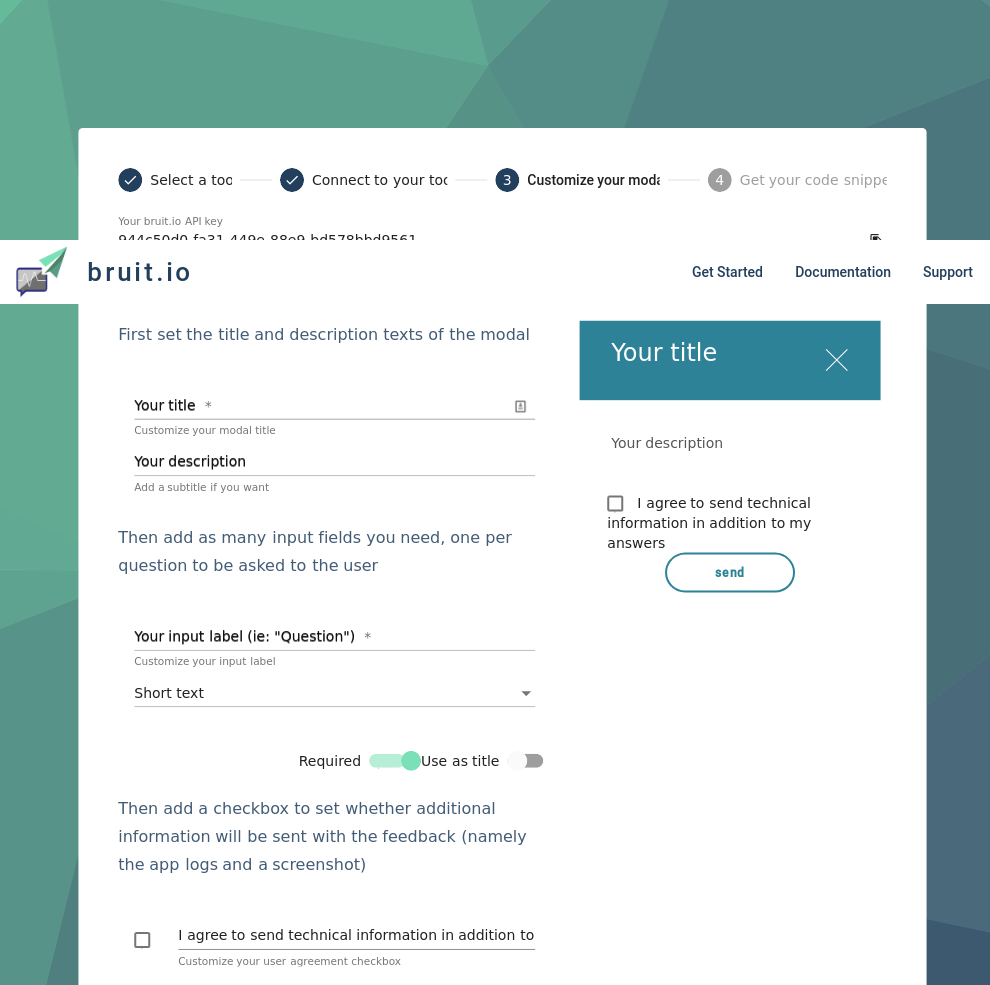 Select a too
Connect to your too
3
Customize your moda
4
Get your code snippe
Your bruit.io API key
944c50d0-fa31-449e-88e9-bd578bbd9561
bruit.io
Get Started
Documentation
Support
First set the title and description texts of the modal
Your title *
Customize your modal title
Your description
Add a subtitle if you want
Then add as many input fields you need, one per
question to be asked to the user
Your input label (ie: "Question") *
Customize your input label
Short text
Required
Use as title
Then add a checkbox to set whether additional
information will be sent with the feedback (namely
the app logs and a screenshot)
I agree to send technical information in addition to
Customize your user agreement checkbox
Your title
Your description
I agree to send technical
information in addition to my
answers
send